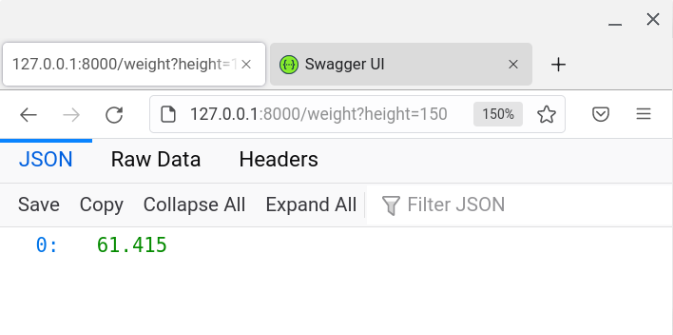 127.0.0.1:8000/weight?height=1
Swagger UI
127.0.0.1:8000/weight?height=150 150%
JSON Raw Data Headers
Save Copy Collapse All Expand All Filter JSON
0: 61.415